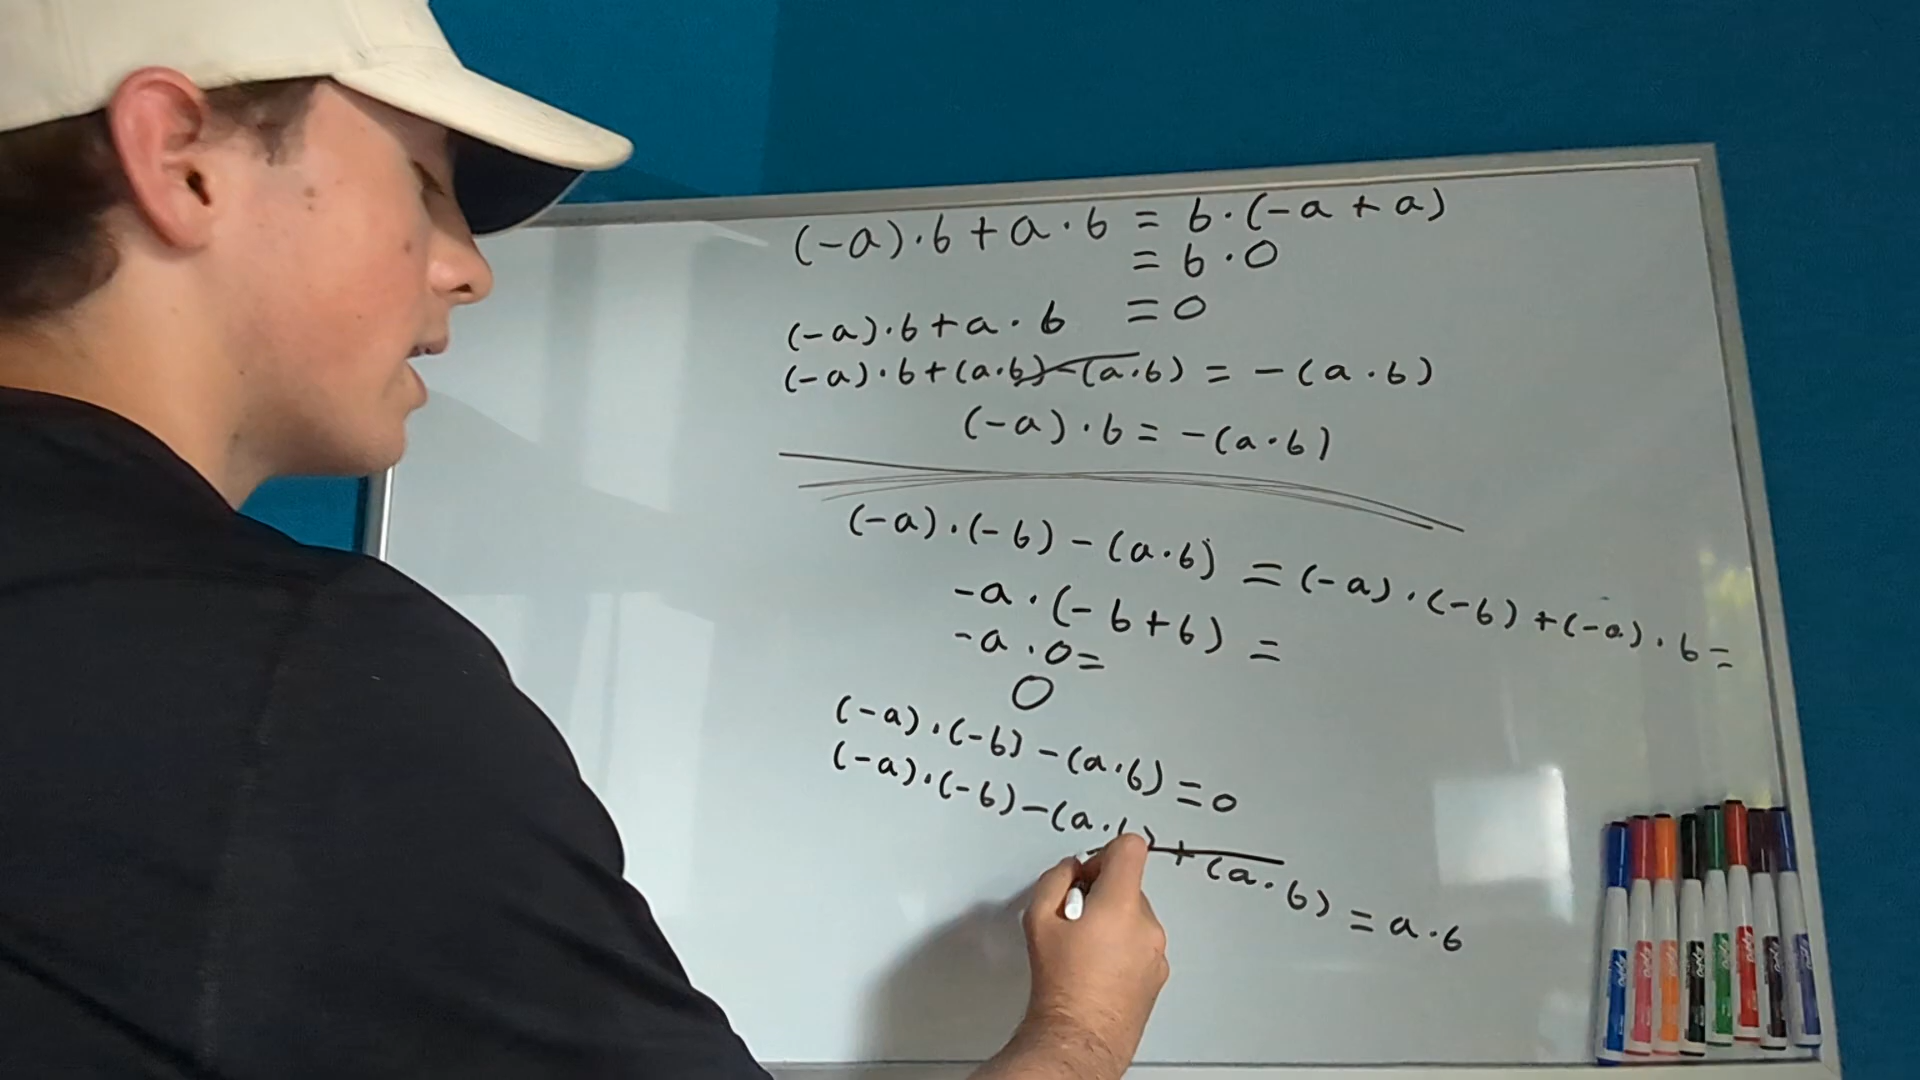 (-a)·b+a·b = b·(-a+a)
= b·0
(-a)·b+a·b = 0
(-a)·b+(a·b)-(a·b) = -(a·b)
(-a)·b = -(a·b)
(-a)·(-b)-(a·b) = (-a)·(-b)+(-a)·b =
-a·(-b+b) =
-a·0=
0
(-a)·(-b)-(a·b)=0
(-a)·(-b)-(a·b)+(a·b) = a·b